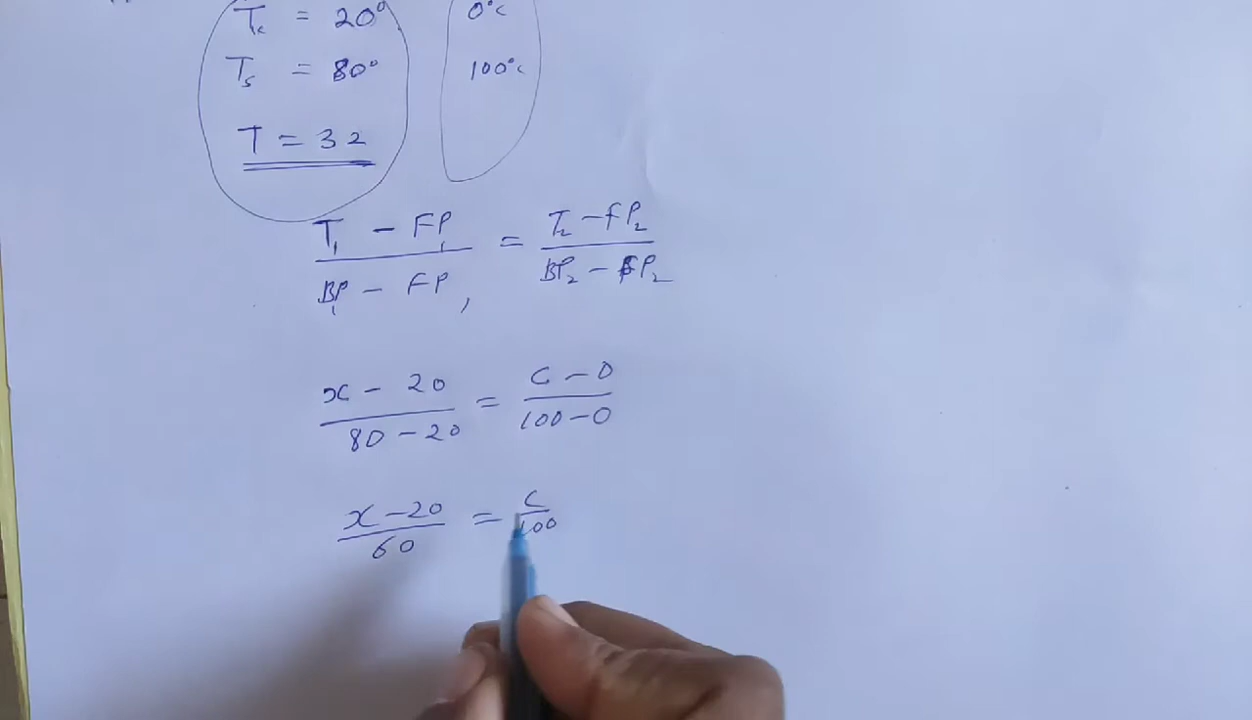 Tᵢ = 20° 0°c
Tₛ = 80° 100°c
T = 32
T₁ - FP₁ / BP₁ - FP₁ = T₂ - FP₂ / BP₂ - FP₂
x - 20 / 80 - 20 = C - 0 / 100 - 0
x - 20 / 60 = C / 100